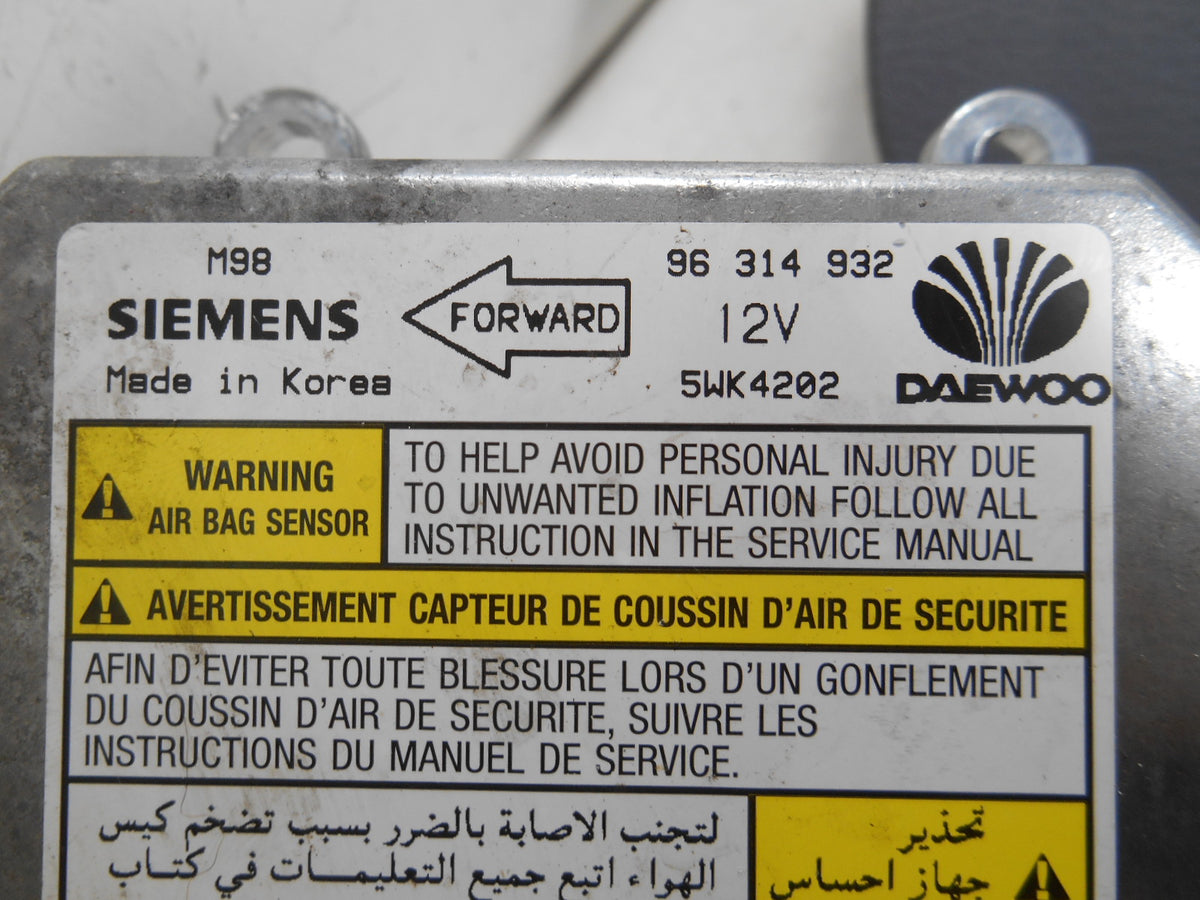 M98
SIEMENS
Made in Korea
FORWARD
96 314 932
12V
5WK4202
DAEWOO
WARNING
AIR BAG SENSOR
TO HELP AVOID PERSONAL INJURY DUE
TO UNWANTED INFLATION FOLLOW ALL
INSTRUCTION IN THE SERVICE MANUAL
AVERTISSEMENT CAPTEUR DE COUSSIN D'AIR DE SECURITE
AFIN D'EVITER TOUTE BLESSURE LORS D'UN GONFLEMENT
DU COUSSIN D'AIR DE SECURITE, SUIVRE LES
INSTRUCTIONS DU MANUEL DE SERVICE.
تحذير
جهاز احساس
لتجنب الاصابة بالضرر بسبب تضخم كيس
الهواء اتبع جميع التعليمـــات في كتـاب